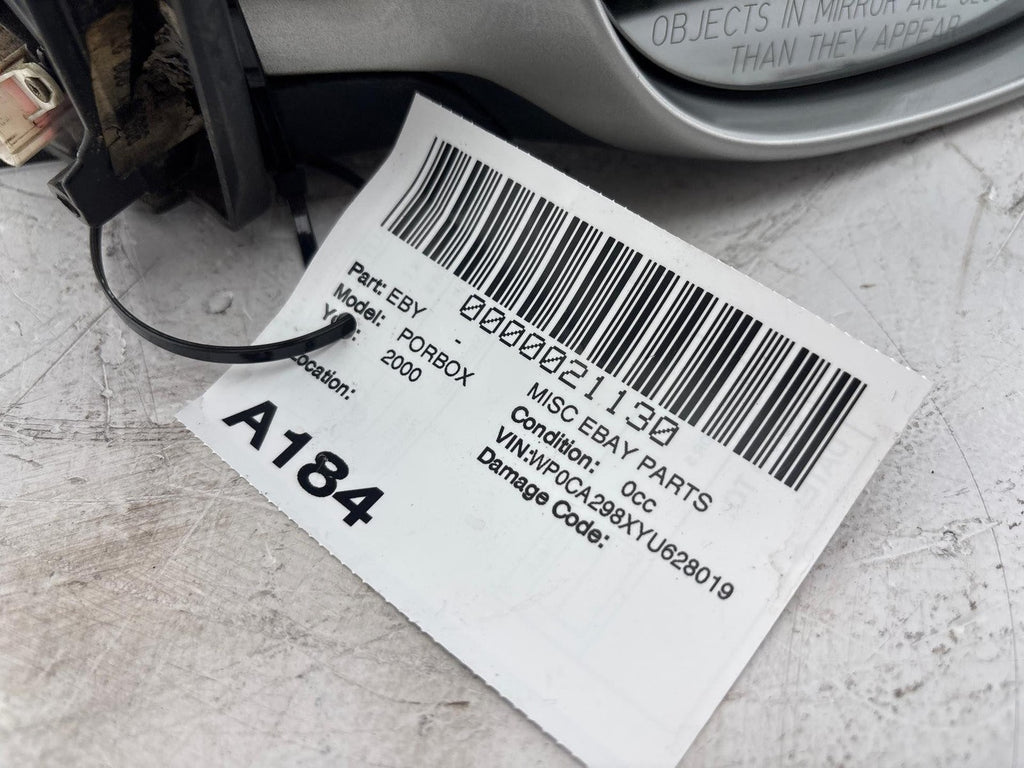 OBJECTS IN MIRROR ARE
THAN THEY APPEAR
0000021130
Part: EBY - MISC EBAY PARTS
Model: PORBOX Condition: 0cc
2000 VIN:WP0CA298XYU628019
Location: Damage Code:
A184